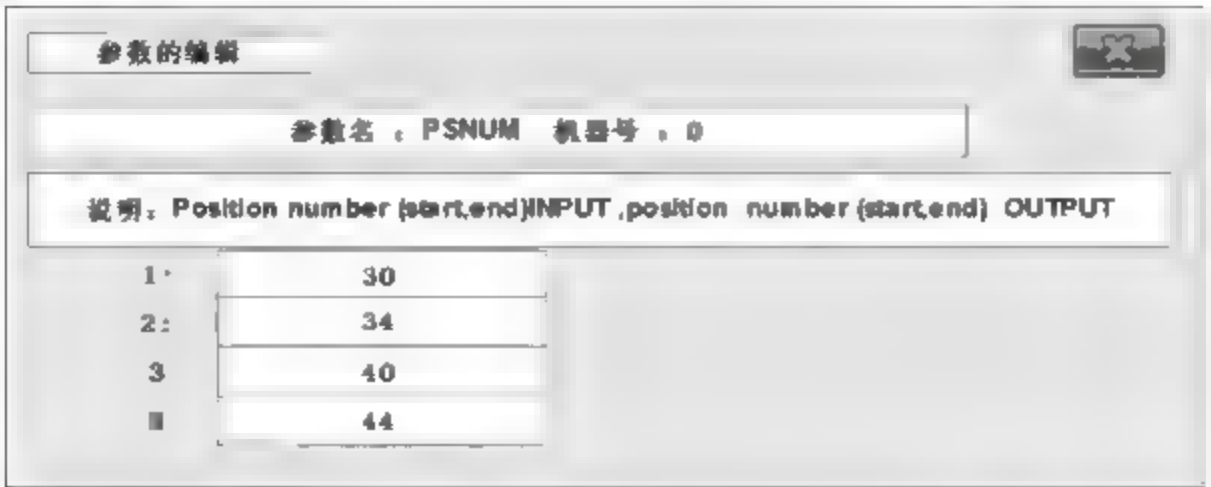 参数的编辑
参数名：PSNUM 机器号：0
说明：Position number (start,end)INPUT ,position number (start,end) OUTPUT
1: 30
2: 34
3 40
44